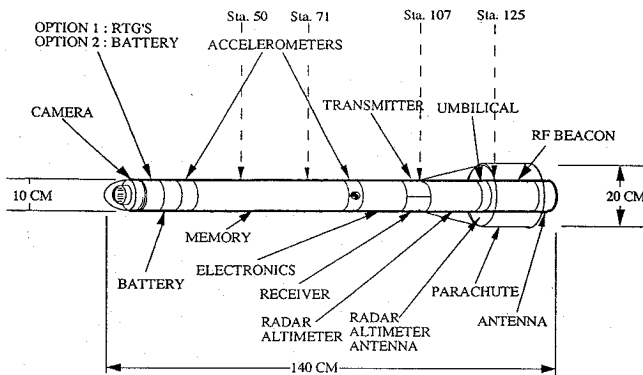 Sta. 50
Sta. 71
Sta. 107
Sta. 125
OPTION 1 : RTG'S
OPTION 2 : BATTERY
ACCELEROMETERS
CAMERA
TRANSMITTER
UMBILICAL
RF BEACON
10 CM
20 CM
MEMORY
ELECTRONICS
BATTERY
RECEIVER
PARACHUTE
RADAR
ALTIMETER
RADAR
ALTIMETER
ANTENNA
ANTENNA
140 CM